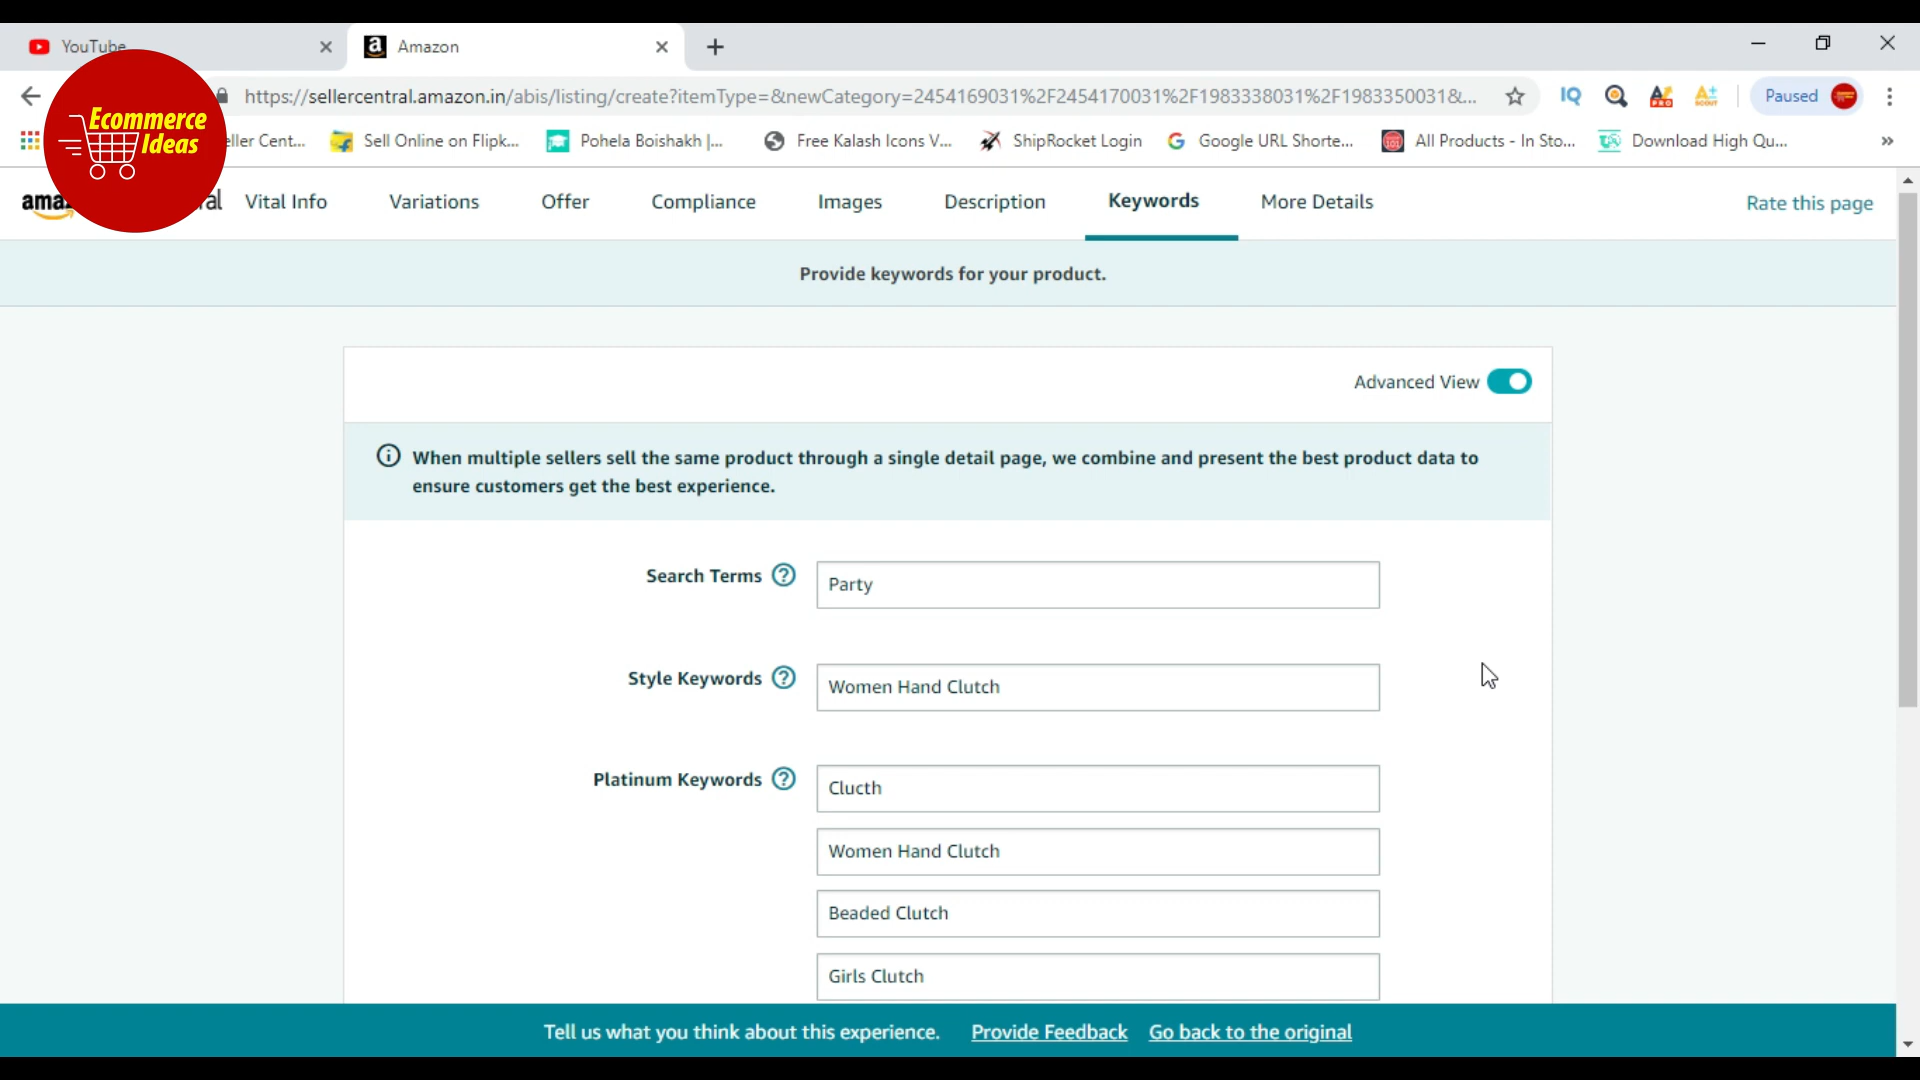 YouTube
Amazon
https://sellercentral.amazon.in/abis/listing/create?itemType=&newCategory=2454169031%2F2454170031%2F1983338031%2F1983350031&...
IQ
PRO
SCOUT
Paused
Ecommerce
Ideas
eller Cent...
Sell Online on Flipk...
Pohela Boishakh |...
Free Kalash Icons V...
ShipRocket Login
Google URL Shorte...
All Products - In Sto...
Download High Qu...
Vital Info
Variations
Offer
Compliance
Images
Description
Keywords
More Details
Rate this page
Provide keywords for your product.
Advanced View
When multiple sellers sell the same product through a single detail page, we combine and present the best product data to
ensure customers get the best experience.
Search Terms
Party
Style Keywords
Women Hand Clutch
Platinum Keywords
Clucth
Women Hand Clutch
Beaded Clutch
Girls Clutch
Tell us what you think about this experience. Provide Feedback Go back to the original